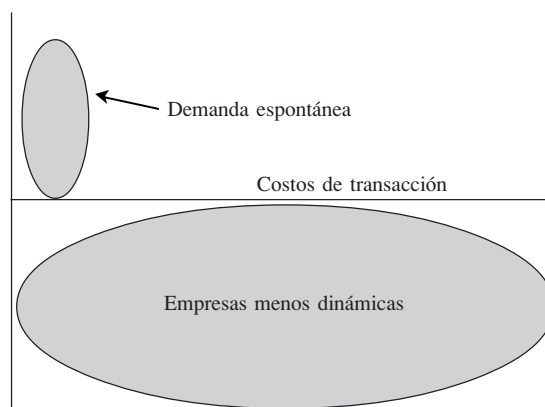 Demanda espontánea
Costos de transacción
Empresas menos dinámicas